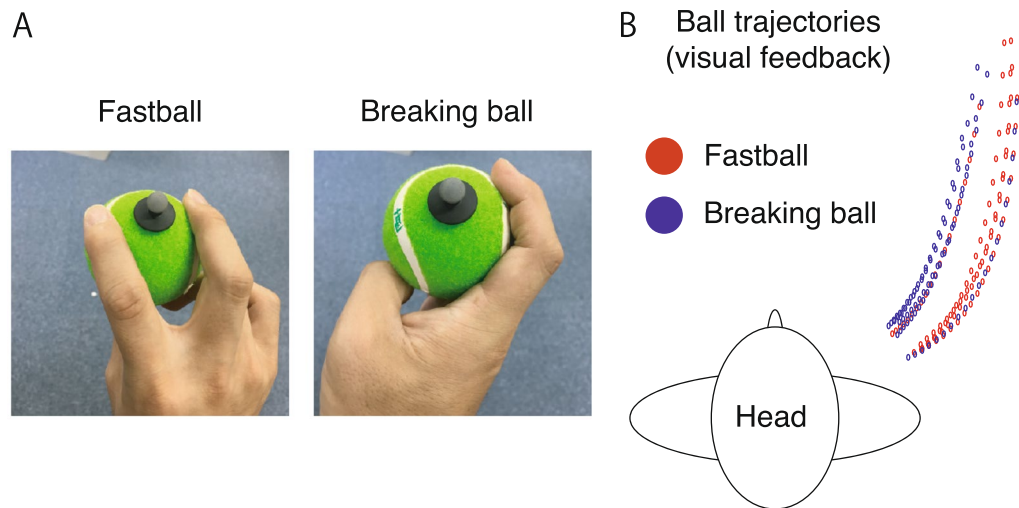 A
Fastball
Breaking ball
B
Ball trajectories
(visual feedback)
Fastball
Breaking ball
Head